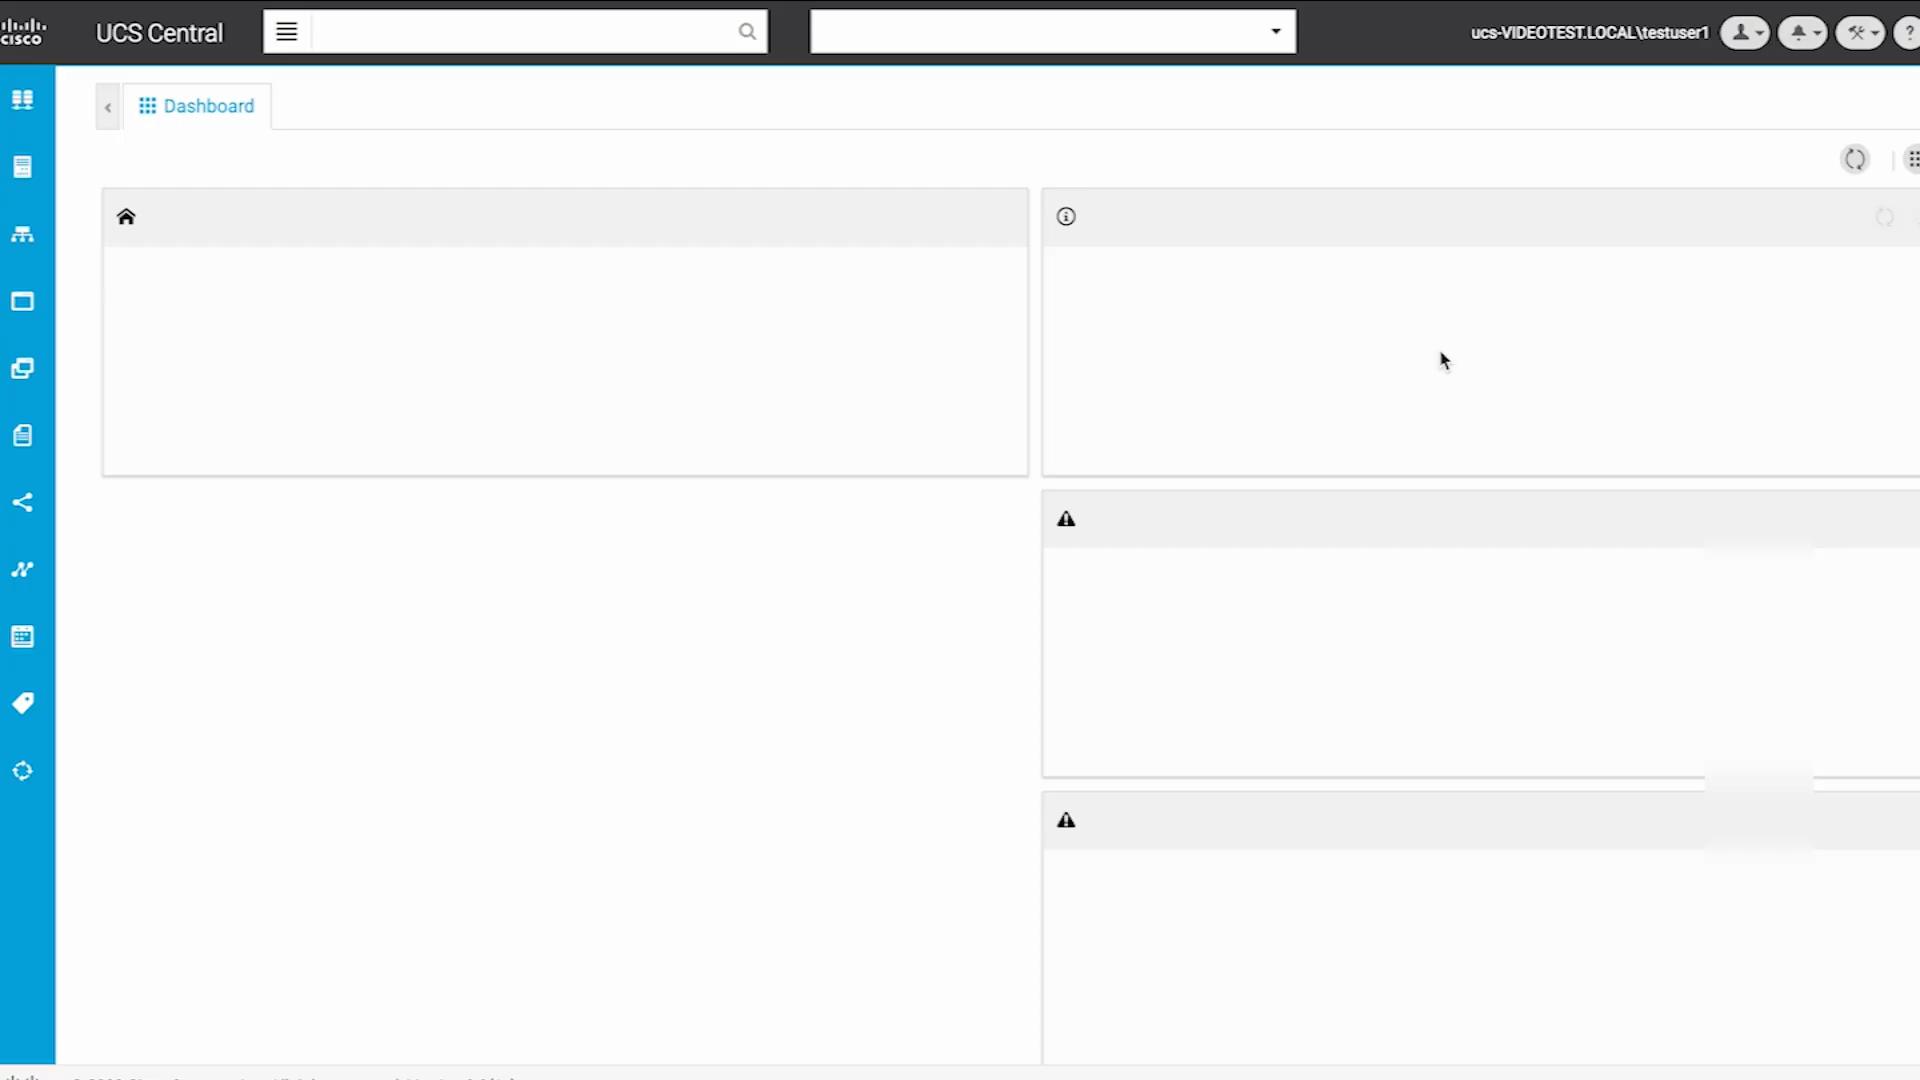 CISCO
UCS Central
ucs-VIDEOTEST.LOCAL\testuser1
?
Dashboard